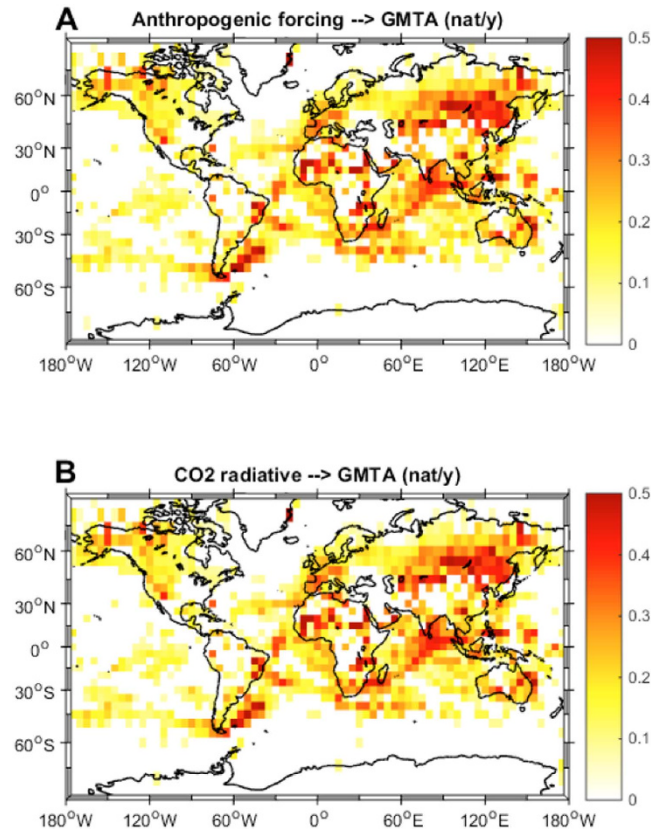 A
Anthropogenic forcing --> GMTA (nat/y)
60°N
30°N
0°
30°S
60°S
180°W 120°W 60°W 0° 60°E 120°E 180°W
0.5
0.4
0.3
0.2
0.1
0
B
CO2 radiative --> GMTA (nat/y)
60°N
30°N
0°
30°S
60°S
180°W 120°W 60°W 0° 60°E 120°E 180°W
0.5
0.4
0.3
0.2
0.1
0